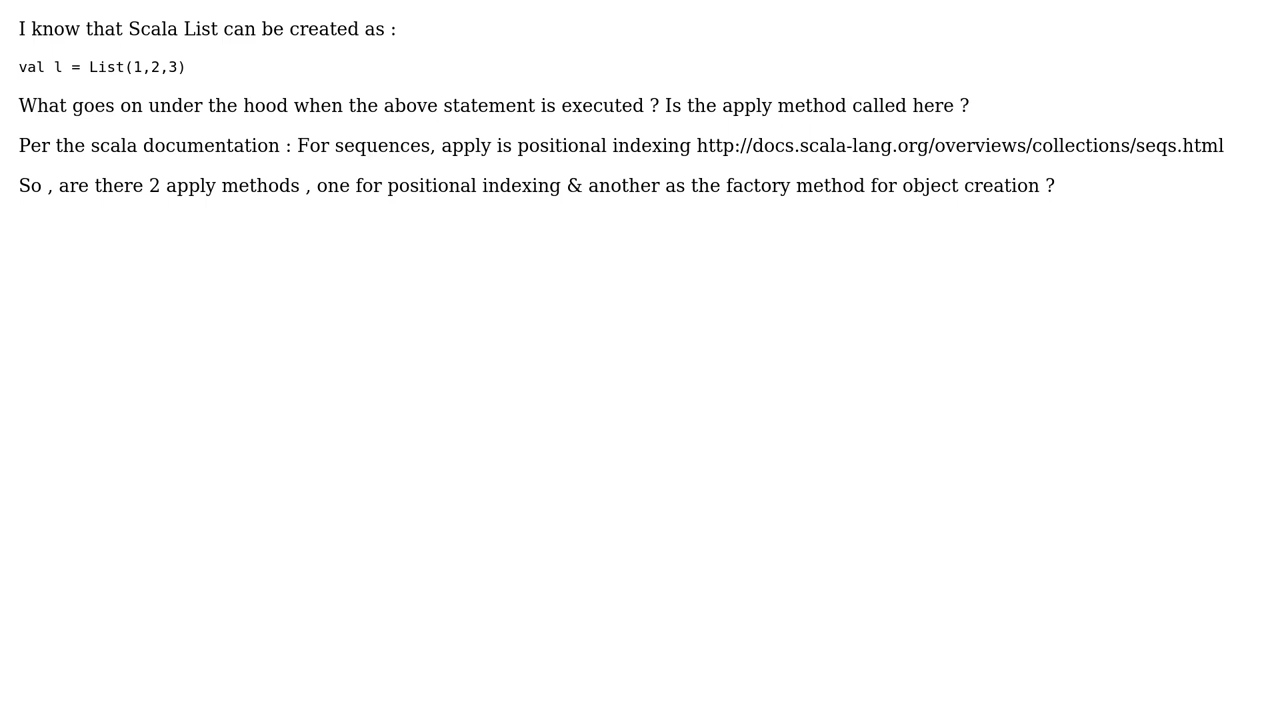 I know that Scala List can be created as :
val l = List(1,2,3)
What goes on under the hood when the above statement is executed ? Is the apply method called here ?
Per the scala documentation : For sequences, apply is positional indexing http://docs.scala-lang.org/overviews/collections/seqs.html
So , are there 2 apply methods , one for positional indexing & another as the factory method for object creation ?